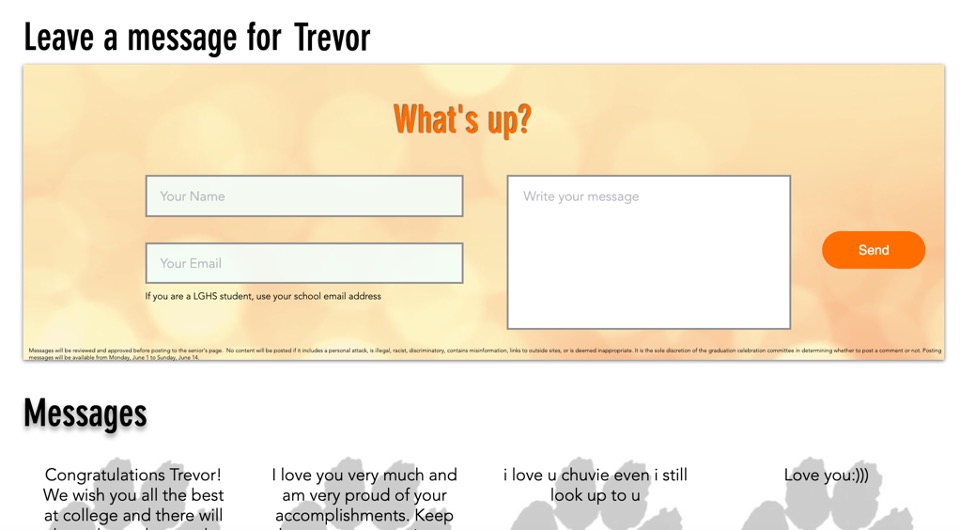 Leave a message for Trevor
What's up?
Your Name
Write your message
Your Email
Send
If you are a LGHS student, use your school email address
Messages will be reviewed and approved before posting to the senior's page. No content will be posted if it includes a personal attack, is illegal, racist, discriminatory, contains misinformation, links to outside sites, or is deemed inappropriate. It is the sole discretion of the graduation celebration committee in determining whether to post a comment or not. Posting
messages will be available from Monday, June 1 to Sunday, June 14.
Messages
Congratulations Trevor!
We wish you all the best
at college and there will
I love you very much and
am very proud of your
accomplishments. Keep
i love u chuvie even i still
look up to u
Love you:)))